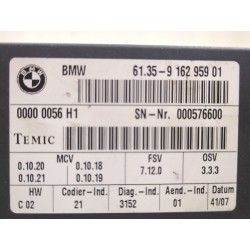 BMW
BMW 61.35-9 162 959 01
0000 0056 H1 SN-Nr. 000576600
TEMIC
MCV FSV OSV
0.10.20 0.10.18 7.12.0 3.3.3
0.10.21 0.10.19
HW Codier-Ind. Diag.-Ind. Aend.-Ind. Datum
C 02 21 3152 01 41/07